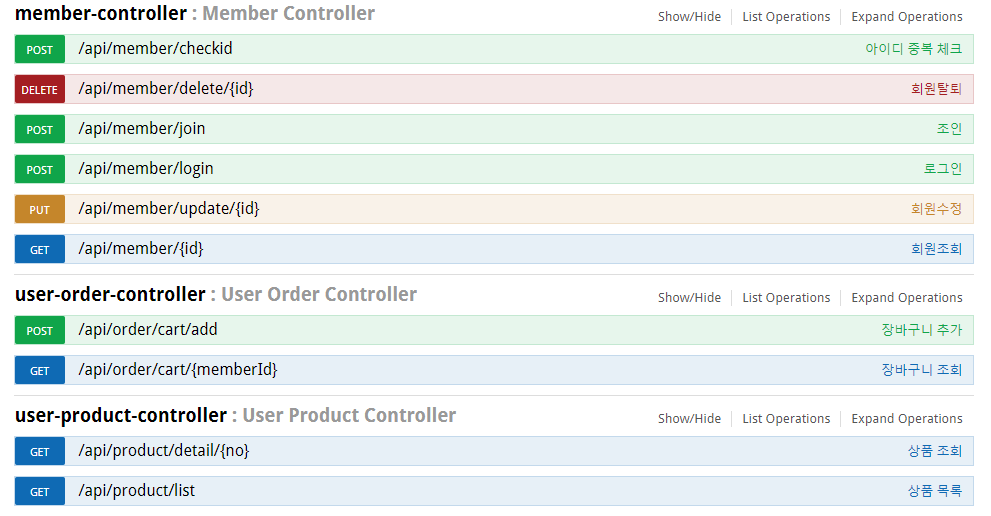 member-controller : Member Controller Show/Hide List Operations Expand Operations
POST /api/member/checkid 아이디 중복 체크
DELETE /api/member/delete/{id} 회원탈퇴
POST /api/member/join 조인
POST /api/member/login 로그인
PUT /api/member/update/{id} 회원수정
GET /api/member/{id} 회원조회
user-order-controller : User Order Controller Show/Hide List Operations Expand Operations
POST /api/order/cart/add 장바구니 추가
GET /api/order/cart/{memberId} 장바구니 조회
user-product-controller : User Product Controller Show/Hide List Operations Expand Operations
GET /api/product/detail/{no} 상품 조회
GET /api/product/list 상품 목록